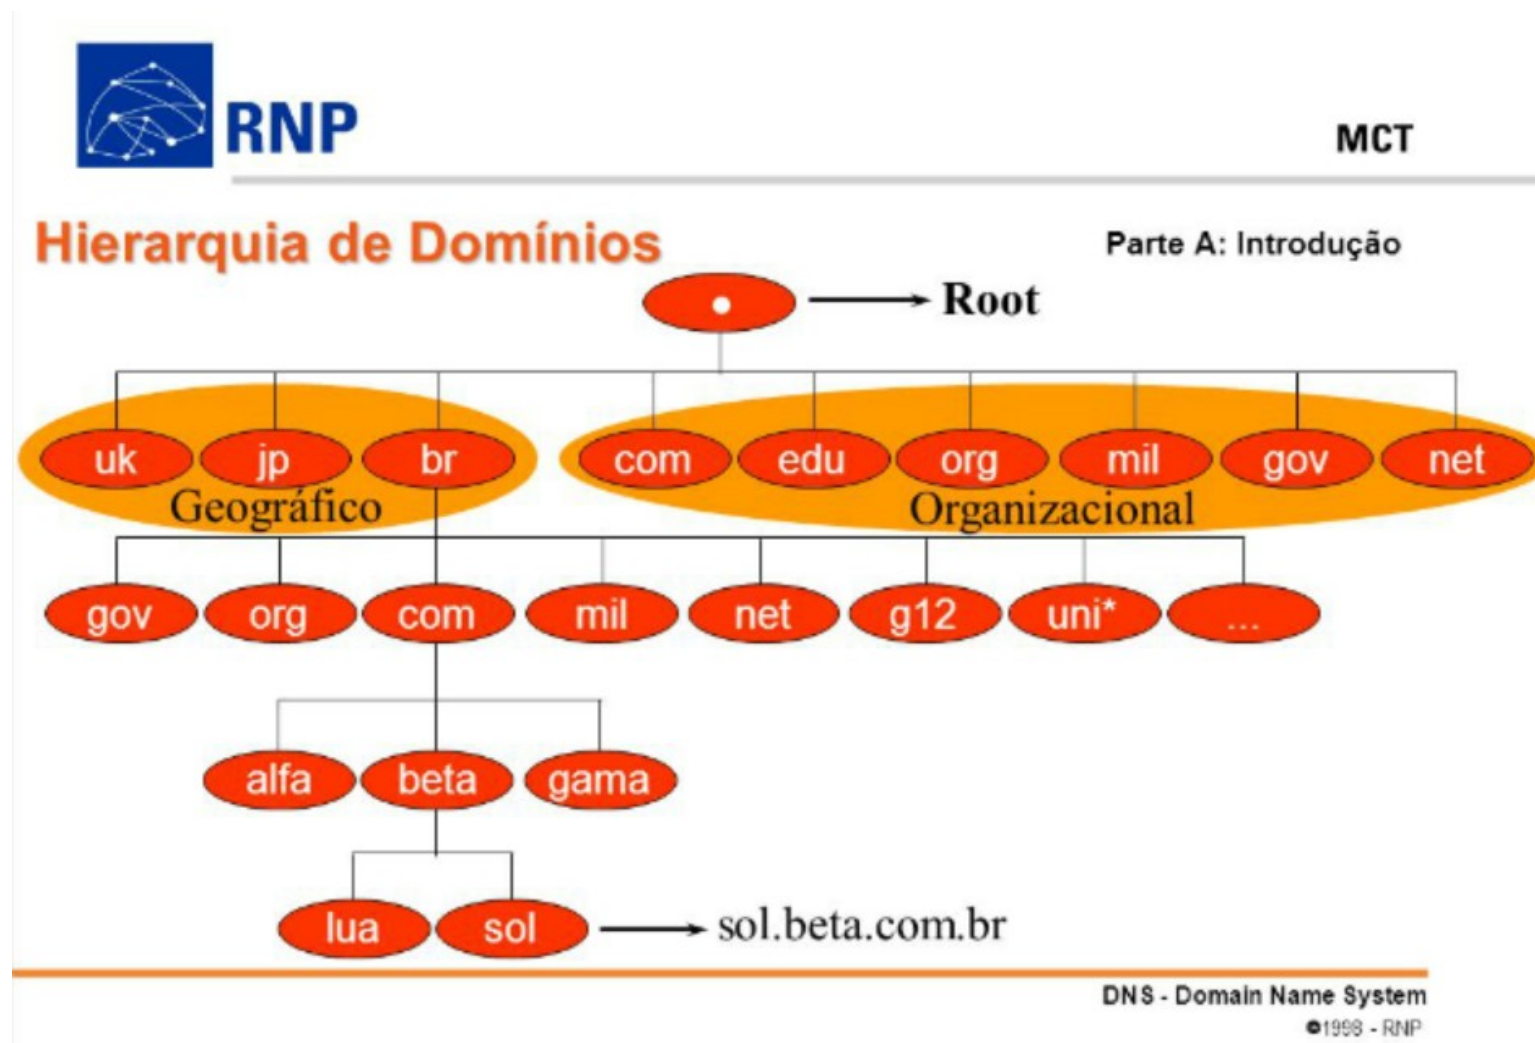 RNP
MCT
Hierarquia de Domínios
Parte A: Introdução
Root
uk jp br com edu org mil gov net
Geográfico Organizacional
gov org com mil net g12 uni* ...
alfa beta gama
lua sol sol.beta.com.br
DNS - Domain Name System
©1998 - RNP